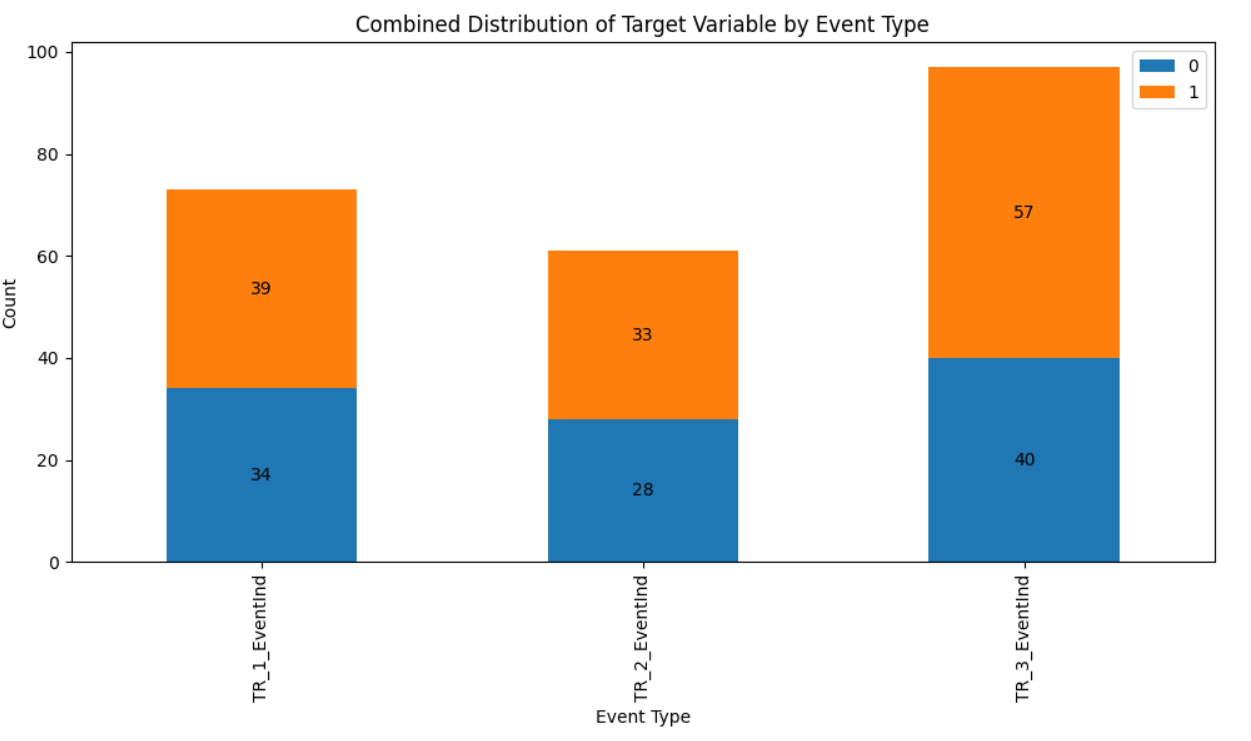 Combined Distribution of Target Variable by Event Type
100
80
60
40
20
0
Count
0
1
39
34
33
28
57
40
TR_1_EventInd
TR_2_EventInd
TR_3_EventInd
Event Type